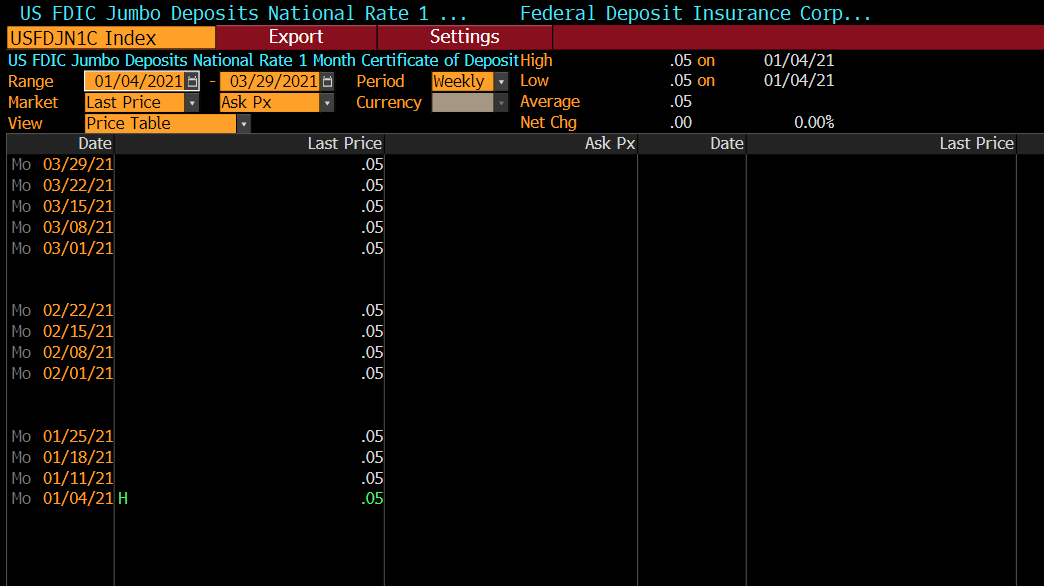 US FDIC Jumbo Deposits National Rate 1 ... Federal Deposit Insurance Corp...
USFDJN1C Index Export Settings
US FDIC Jumbo Deposits National Rate 1 Month Certificate of Deposit High .05 on 01/04/21
Range 01/04/2021 - 03/29/2021 Period Weekly Low .05 on 01/04/21
Market Last Price Ask Px Currency Average .05
View Price Table Net Chg .00 0.00%
Date Last Price Ask Px Date Last Price
Mo 03/29/21 .05
Mo 03/22/21 .05
Mo 03/15/21 .05
Mo 03/08/21 .05
Mo 03/01/21 .05
Mo 02/22/21 .05
Mo 02/15/21 .05
Mo 02/08/21 .05
Mo 02/01/21 .05
Mo 01/25/21 .05
Mo 01/18/21 .05
Mo 01/11/21 .05
Mo 01/04/21 H .05